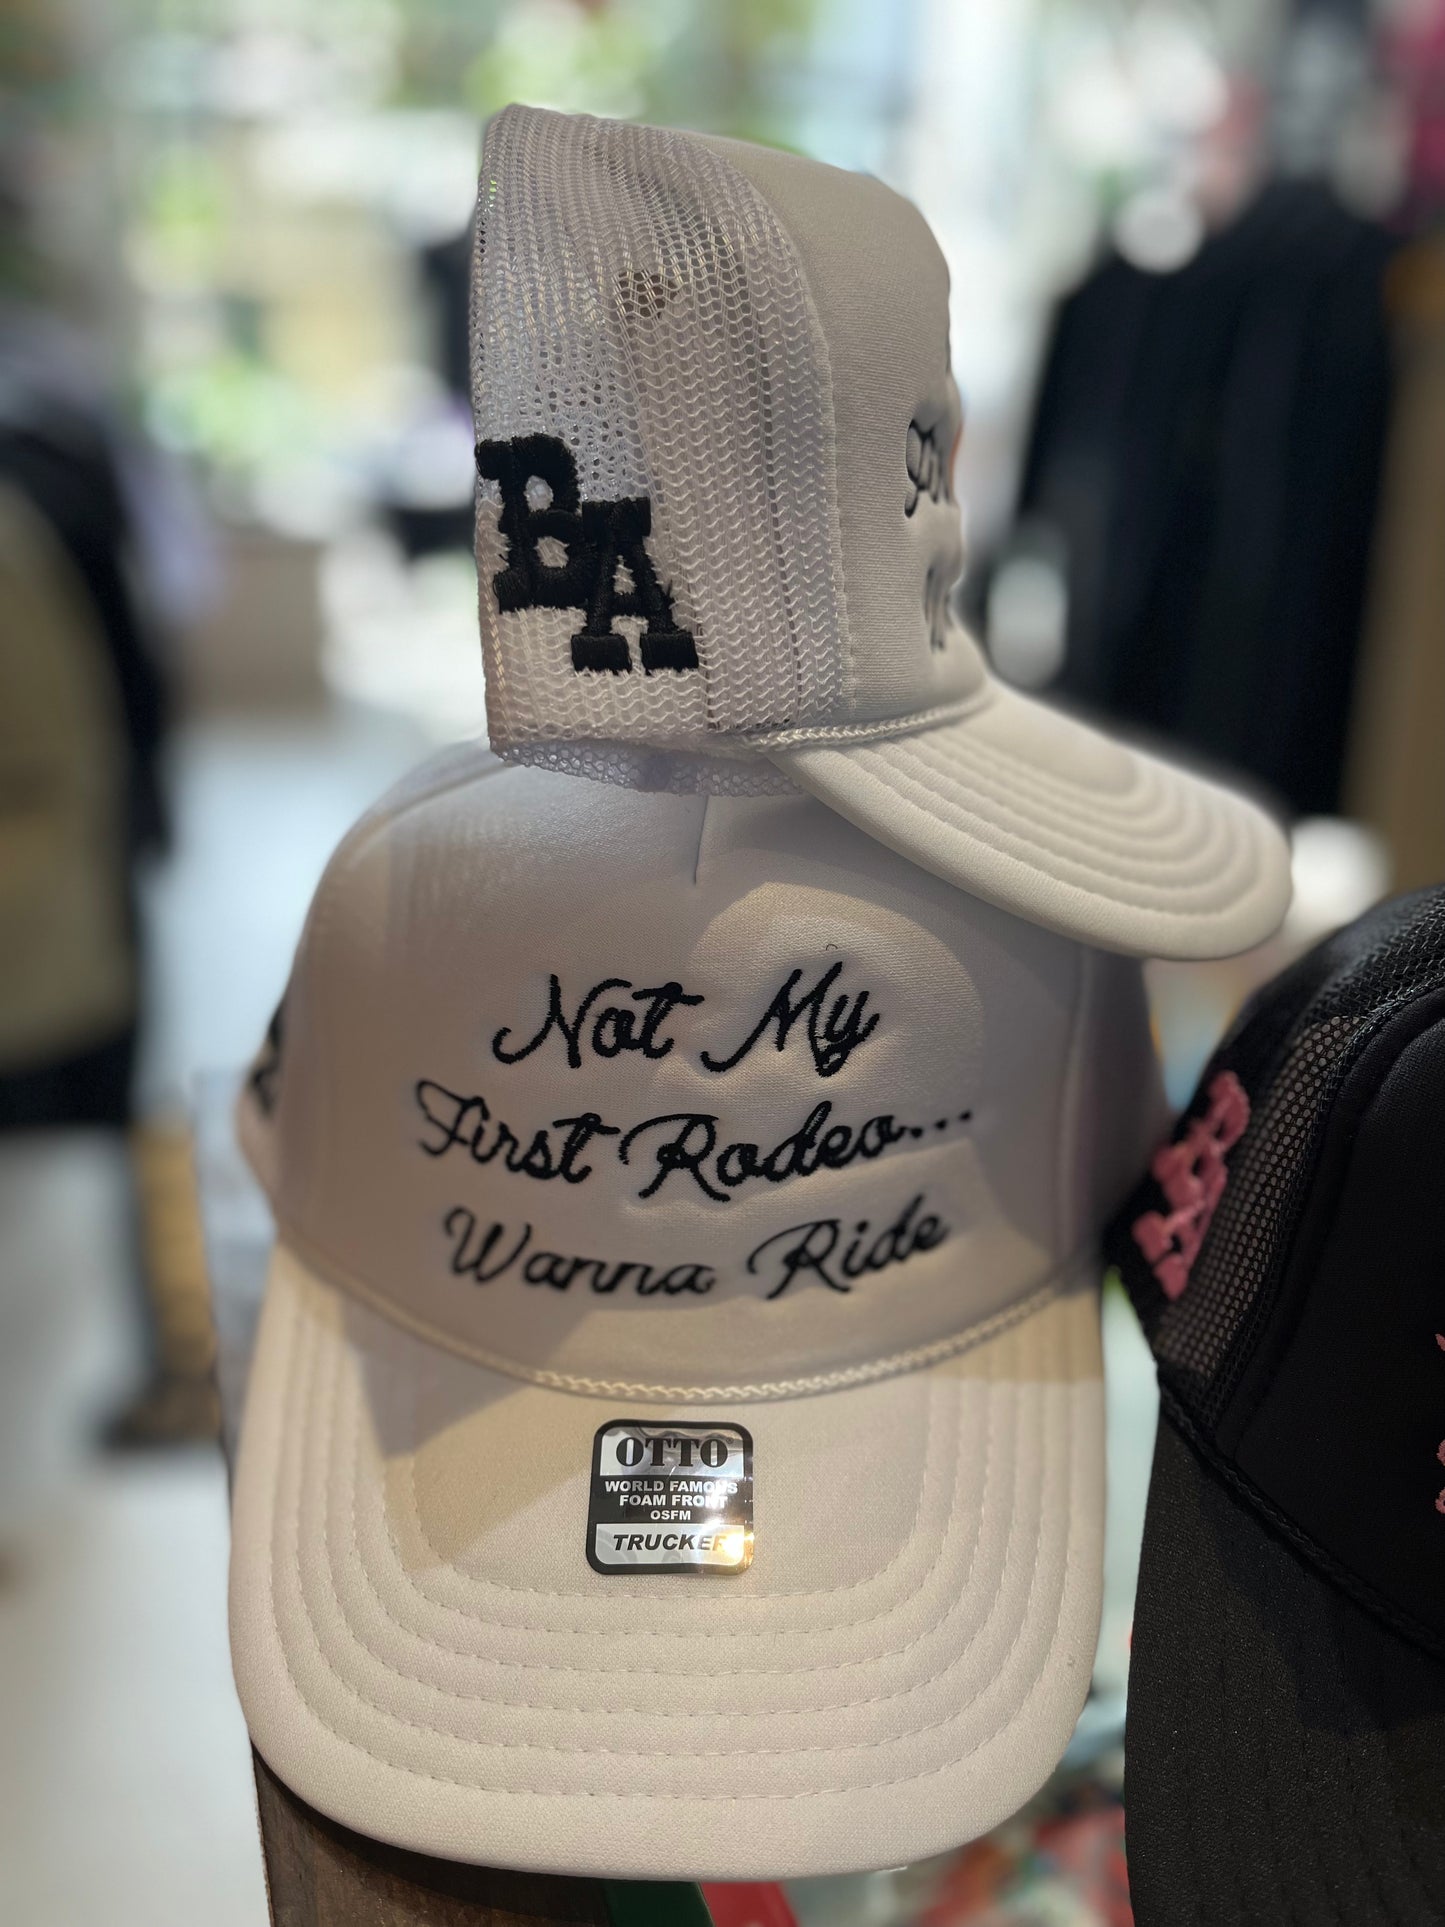 BA
Not My
First Rodeo...
Wanna Ride
OTTO
WORLD FAMOUS
FOAM FRONT
OSFM
TRUCKER